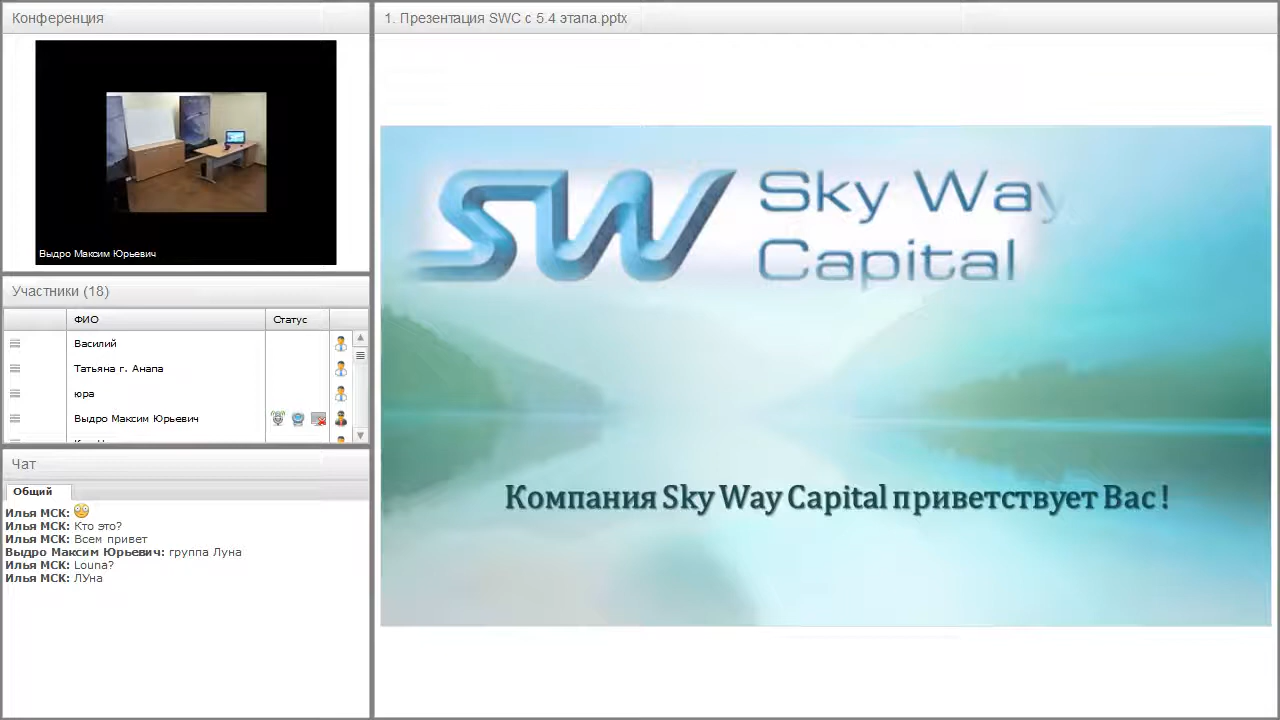 Конференция
Выдро Максим Юрьевич
Участники (18)
ФИО
Статус
Василий
Татьяна г. Анапа
юра
Выдро Максим Юрьевич
Чат
Общий
Илья МСК:
Илья МСК: Кто это?
Илья МСК: Всем привет
Выдро Максим Юрьевич: группа Луна
Илья МСК: Louna?
Илья МСК: ЛУна
1. Презентация SWC с 5.4 этапа.pptx
SW
Sky Way
Capital
Компания Sky Way Capital приветствует Вас !